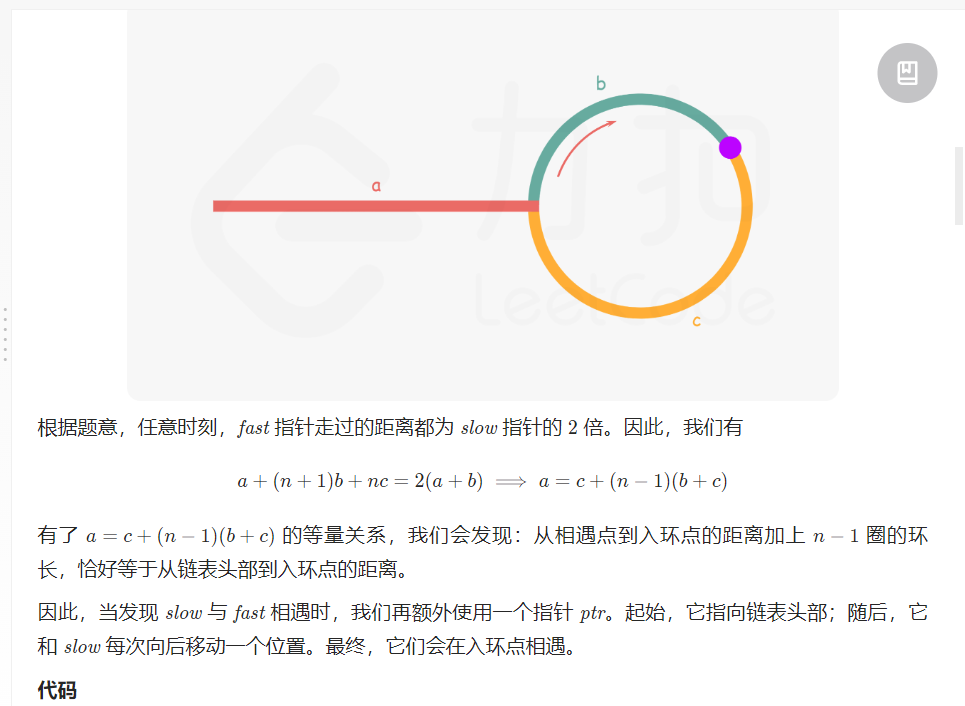 b
a
力扣
LeetCode
c
根据题意，任意时刻，fast 指针走过的距离都为 slow 指针的 2 倍。因此，我们有
a + (n + 1)b + nc = 2(a + b) ⟹ a = c + (n − 1)(b + c)
有了 a = c + (n − 1)(b + c) 的等量关系，我们会发现：从相遇点到入环点的距离加上 n − 1 圈的环
长，恰好等于从链表头部到入环点的距离。
因此，当发现 slow 与 fast 相遇时，我们再额外使用一个指针 ptr。起始，它指向链表头部；随后，它
和 slow 每次向后移动一个位置。最终，它们会在入环点相遇。
代码